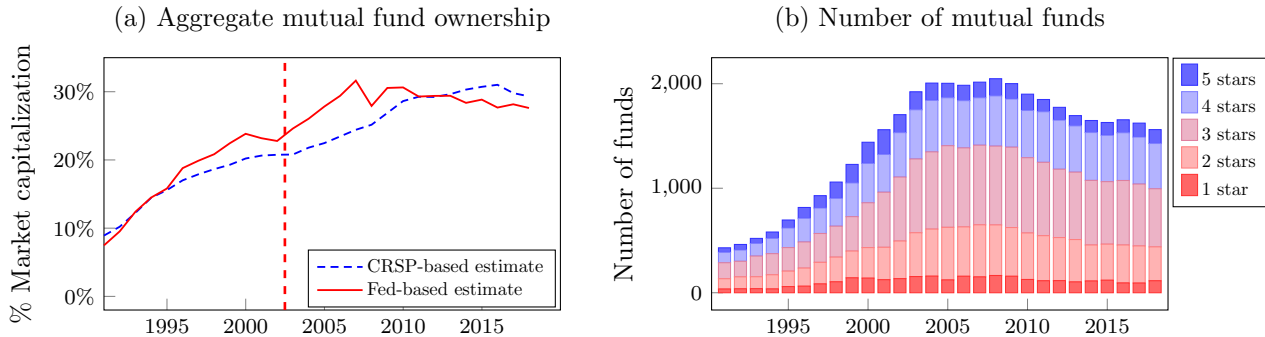 (a) Aggregate mutual fund ownership
% Market capitalization
30%
20%
10%
0%
1995 2000 2005 2010 2015
CRSP-based estimate
Fed-based estimate
(b) Number of mutual funds
Number of funds
2,000
1,000
0
1995 2000 2005 2010 2015
5 stars
4 stars
3 stars
2 stars
1 star